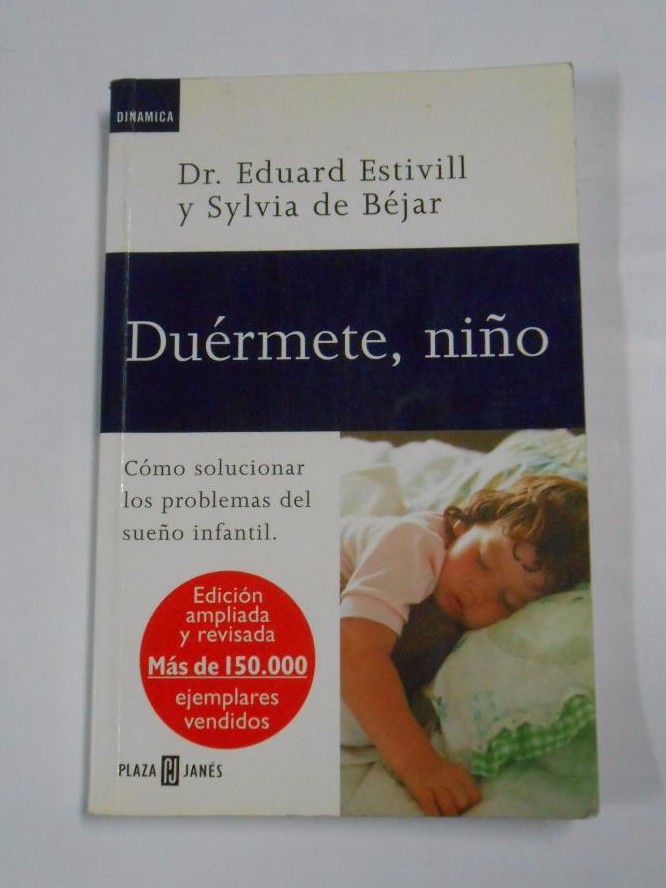 DINAMICA
Dr. Eduard Estivill
y Sylvia de Béjar
Duérmete, niño
Cómo solucionar
los problemas del
sueño infantil.
Edición
ampliada
y revisada
Más de 150.000
ejemplares
vendidos
PLAZA JANÉS